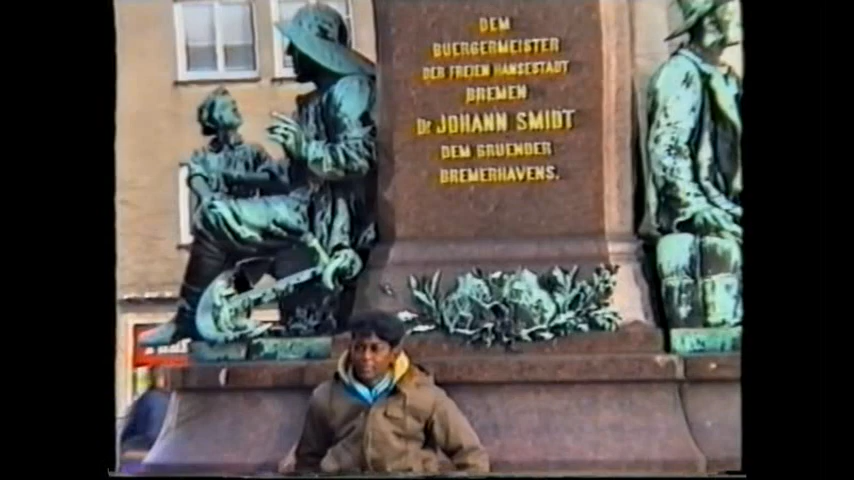 DEM
BUERGERMEISTER
DER FREIEN HANSESTADT
BREMEN
Dr. JOHANN SMIDT
DEM GRUENDER
BREMERHAVENS.